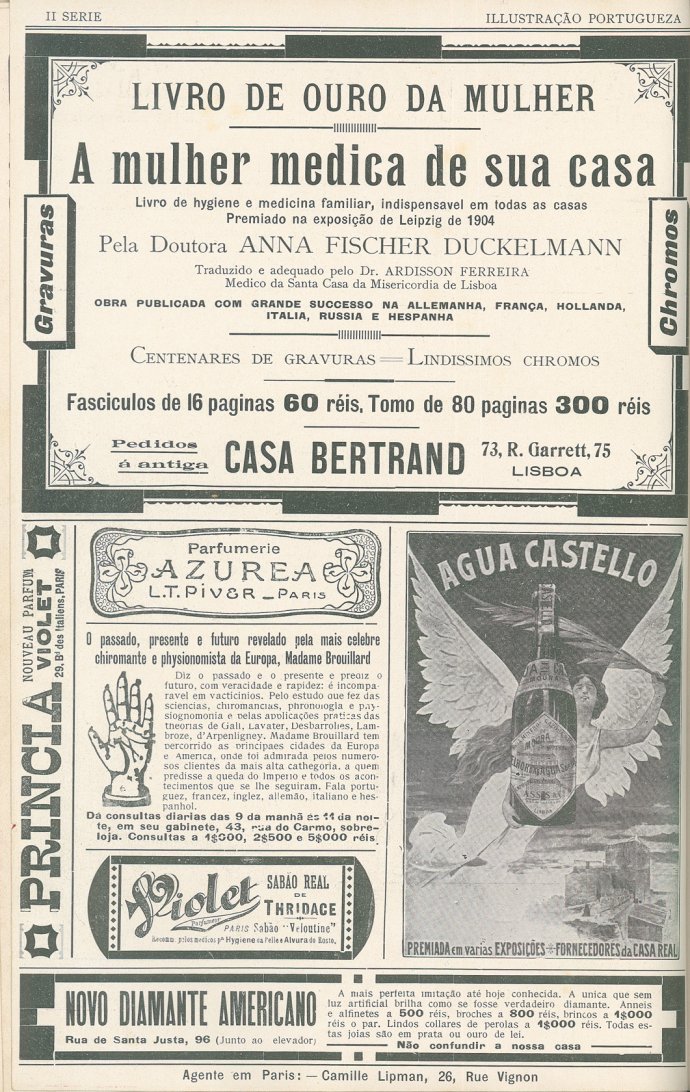 II SERIE
ILLUSTRAÇÃO PORTUGUEZA
LIVRO DE OURO DA MULHER
A mulher medica de sua casa
Livro de hygiene e medicina familiar, indispensavel em todas as casas
Premiado na exposição de Leipzig de 1904
Pela Doutora ANNA FISCHER DUCKELMANN
Traduzido e adequado pelo Dr. ARDISSON FERREIRA
Medico da Santa Casa da Misericordia de Lisboa
OBRA PUBLICADA COM GRANDE SUCCESSO NA ALLEMANHA, FRANÇA, HOLLANDA,
ITALIA, RUSSIA E HESPANHA
CENTENARES DE GRAVURAS = LINDISSIMOS CHROMOS
Fasciculos de 16 paginas 60 réis. Tomo de 80 paginas 300 réis
Pedidos
á antiga
CASA BERTRAND
73, R. Garrett, 75
LISBOA
Gravuras
Chromos
PRINCIA
NOUVEAU PARFUM
VIOLET
29, Bd des Italiens, PARIS
Parfumerie
AZUREA
L.T. PIVER _ PARIS
O passado, presente e futuro revelado pela mais celebre
chiromante e physionomista da Europa, Madame Brouillard
Diz o passado e o presente e prediz o
futuro, com veracidade e rapidez: é incompa-
ravel em vacticinios. Pelo estudo que fez das
sciencias, chiromancias, phronologia e phy-
siognomonia e pelas applicações praticas das
theorias de Gall, Lavater, Desbarrolles, Lam-
broze, d'Arpenligney. Madame Brouillard tem
percorrido as principaes cidades da Europa
e America, onde foi admirada pelos numero-
sos clientes da mais alta cathegoria, a quem
predisse a queda do Imperio e todos os acon-
tecimentos que se lhe seguiram. Fala portu-
guez, francez, inglez, allemão, italiano e hes-
panhol.
Dá consultas diarias das 9 da manhã ás 11 da noi-
te, em seu gabinete, 43, rua do Carmo, sobre-
loja. Consultas a 1$000, 2$500 e 5$000 réis
Violet
Parfumeur
PARIS
SABÃO REAL
DE
THRIDACE
Sabão "Veloutine"
Recomm. pelos medicos pª Hygiene da Pelle e Alvura do Rosto.
AGUA CASTELLO
PREMIADA em varias EXPOSIÇÕES FORNECEDORES da CASA REAL
NOVO DIAMANTE AMERICANO
Rua de Santa Justa, 96 (Junto ao elevador)
A mais perfeita imitação até hoje conhecida. A unica que sem
luz artificial brilha como se fosse verdadeiro diamante. Anneis
e alfinetes a 500 réis, broches a 800 réis, brincos a 1$000
réis o par. Lindos collares de perolas a 1$000 réis. Todas es-
tas joias são em prata ou ouro de lei.
Não confundir a nossa casa
Agente em Paris: — Camille Lipman, 26, Rue Vignon